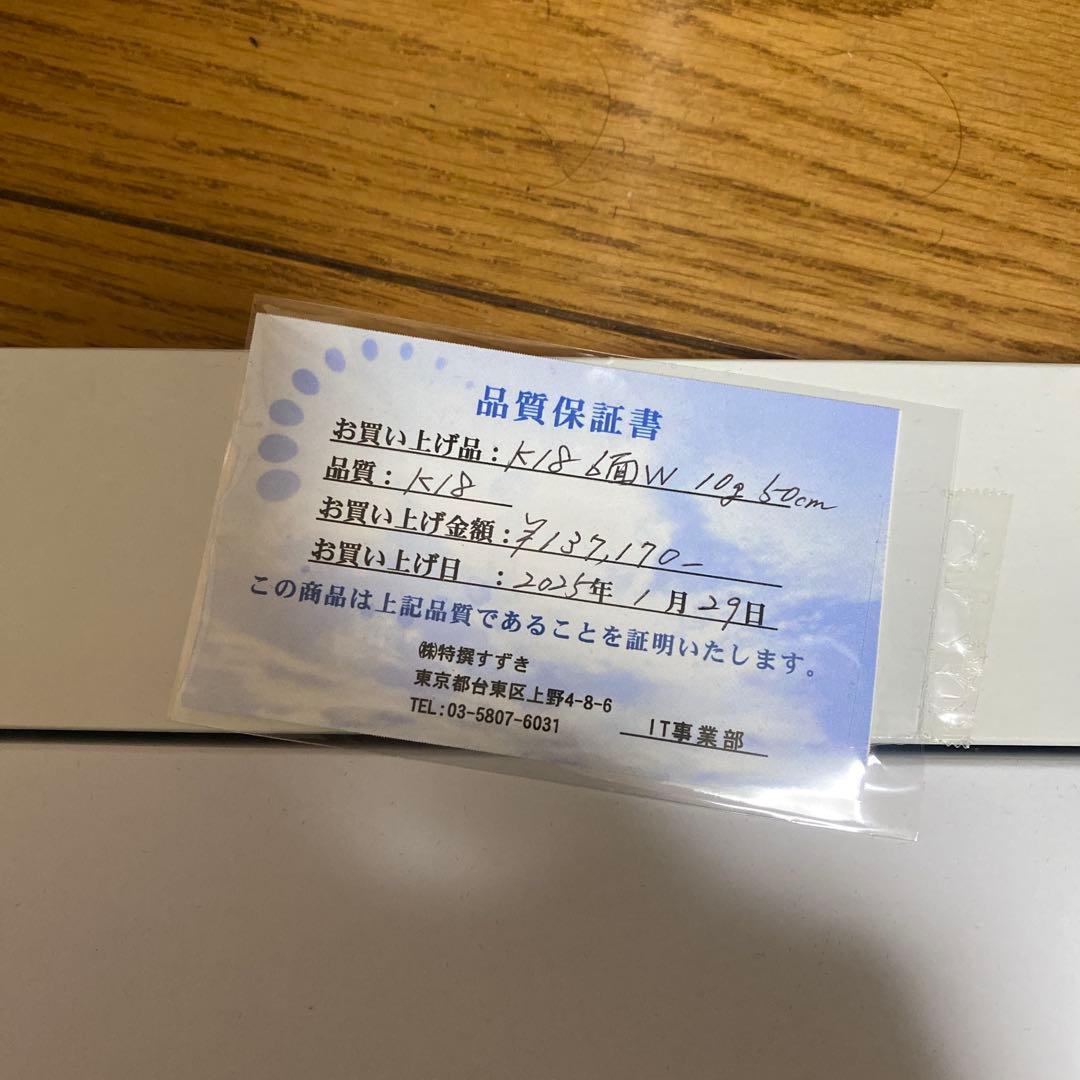 品質保証書
お買い上げ品：K18 6面W 10g 50cm
品質：K18
お買い上げ金額：¥137,170-
お買い上げ日　：2025年 1月29日
この商品は上記品質であることを証明いたします。
㈱特撰すずき
東京都台東区上野4-8-6
TEL:03-5807-6031
IT事業部